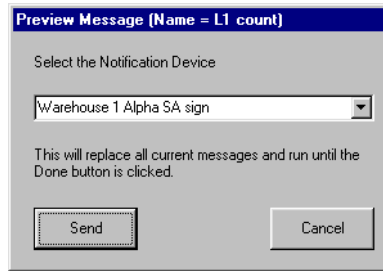 Preview Message (Name = L1 count)
Select the Notification Device
Warehouse 1 Alpha SA sign
This will replace all current messages and run until the
Done button is clicked.
Send Cancel